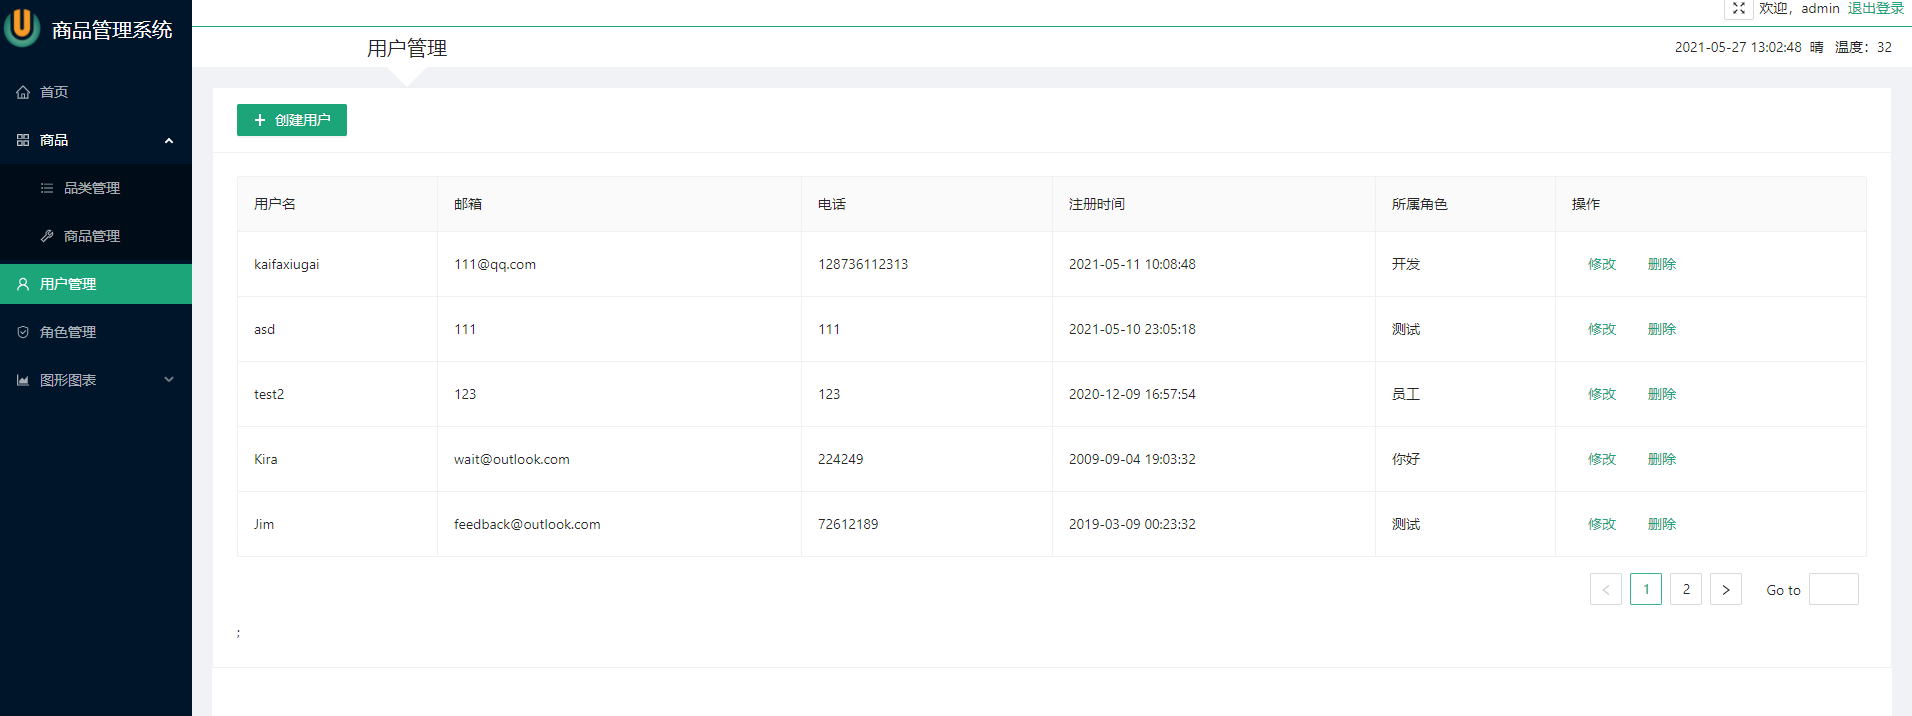 商品管理系统
首页
商品
品类管理
商品管理
用户管理
角色管理
图形图表
欢迎，admin 退出登录
用户管理
2021-05-27 13:02:48 晴 温度：32
+ 创建用户
用户名 邮箱 电话 注册时间 所属角色 操作
kaifaxiugai 111@qq.com 128736112313 2021-05-11 10:08:48 开发 修改 删除
asd 111 111 2021-05-10 23:05:18 测试 修改 删除
test2 123 123 2020-12-09 16:57:54 员工 修改 删除
Kira wait@outlook.com 224249 2009-09-04 19:03:32 你好 修改 删除
Jim feedback@outlook.com 72612189 2019-03-09 00:23:32 测试 修改 删除
< 1 2 > Go to
;